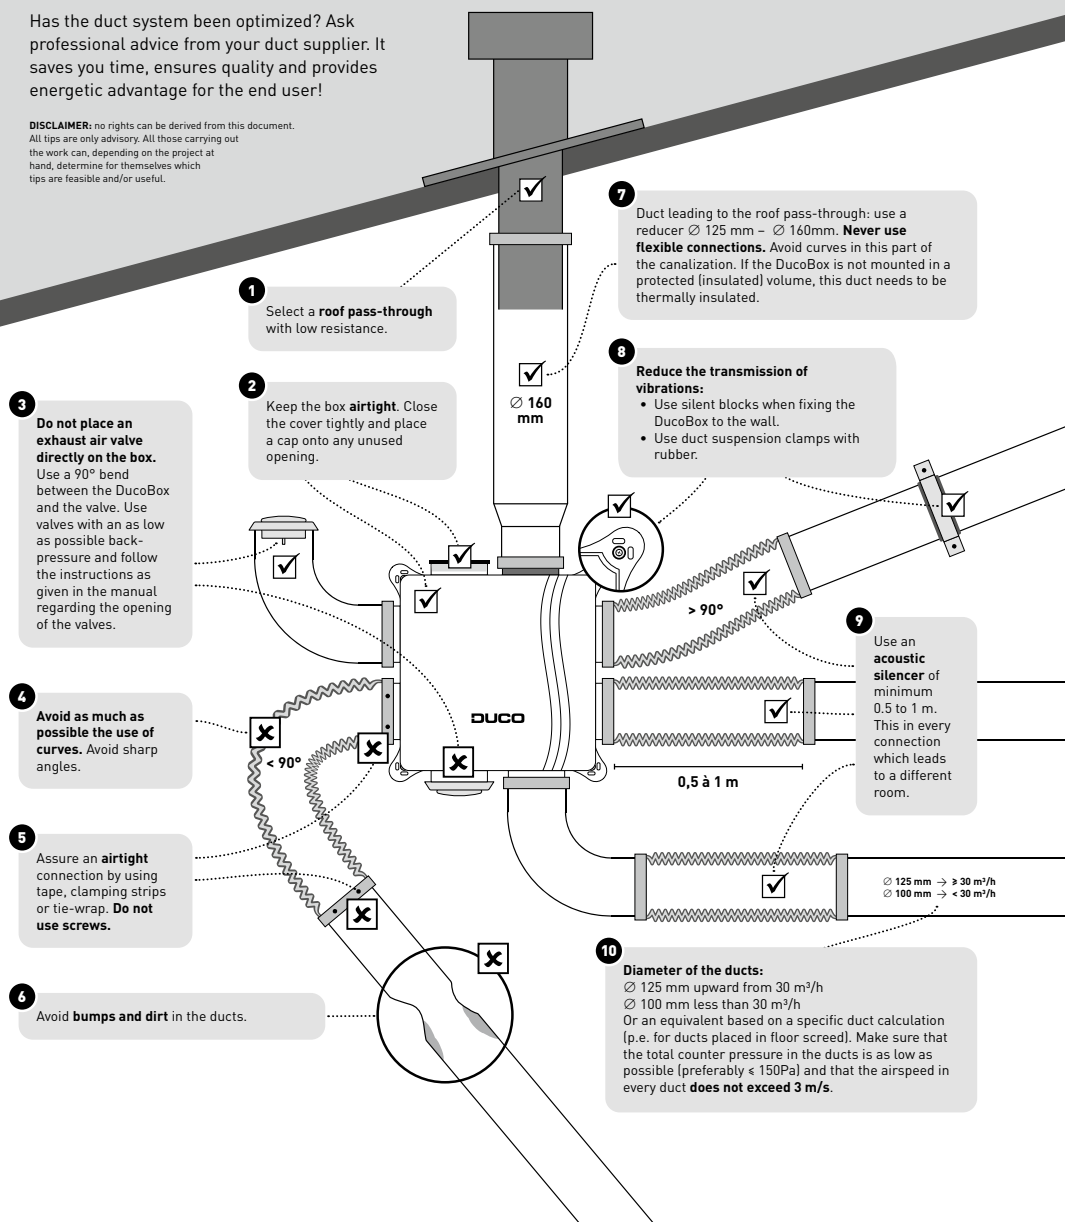 Has the duct system been optimized? Ask
professional advice from your duct supplier. It
saves you time, ensures quality and provides
energetic advantage for the end user!
DISCLAIMER: no rights can be derived from this document.
All tips are only advisory. All those carrying out
the work can, depending on the project at
hand, determine for themselves which
tips are feasible and/or useful.
1
Select a roof pass-through
with low resistance.
2
Keep the box airtight. Close
the cover tightly and place
a cap onto any unused
opening.
3
Do not place an
exhaust air valve
directly on the box.
Use a 90° bend
between the DucoBox
and the valve. Use
valves with an as low
as possible back-
pressure and follow
the instructions as
given in the manual
regarding the opening
of the valves.
4
Avoid as much as
possible the use of
curves. Avoid sharp
angles.
5
Assure an airtight
connection by using
tape, clamping strips
or tie-wrap. Do not
use screws.
6
Avoid bumps and dirt in the ducts.
7
Duct leading to the roof pass-through: use a
reducer ∅ 125 mm – ∅ 160mm. Never use
flexible connections. Avoid curves in this part of
the canalization. If the DucoBox is not mounted in a
protected (insulated) volume, this duct needs to be
thermally insulated.
8
Reduce the transmission of
vibrations:
• Use silent blocks when fixing the
DucoBox to the wall.
• Use duct suspension clamps with
rubber.
9
Use an
acoustic
silencer of
minimum
0.5 to 1 m.
This in every
connection
which leads
to a different
room.
10
Diameter of the ducts:
∅ 125 mm upward from 30 m³/h
∅ 100 mm less than 30 m³/h
Or an equivalent based on a specific duct calculation
(p.e. for ducts placed in floor screed). Make sure that
the total counter pressure in the ducts is as low as
possible (preferably ⩽ 150Pa) and that the airspeed in
every duct does not exceed 3 m/s.
∅ 160
mm
> 90°
< 90°
DUCO
0,5 à 1 m
∅ 125 mm → ⩾ 30 m³/h
∅ 100 mm → < 30 m³/h